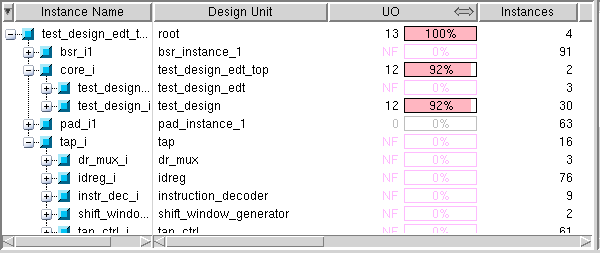 Instance Name Design Unit UO Instances
test_design_edt_t... root 13 100% 4
bsr_i1 bsr_instance_1 NF 0% 91
core_i test_design_edt_top 12 92% 2
test_design... test_design_edt NF 0% 3
test_design_i test_design 12 92% 30
pad_i1 pad_instance_1 0 0% 63
tap_i tap NF 0% 16
dr_mux_i dr_mux NF 0% 3
idreg_i idreg NF 0% 76
instr_dec_i instruction_decoder NF 0% 9
shift_windo... shift_window_generator NF 0% 2
tap_ctrl_i tap_ctrl NF 0% 61